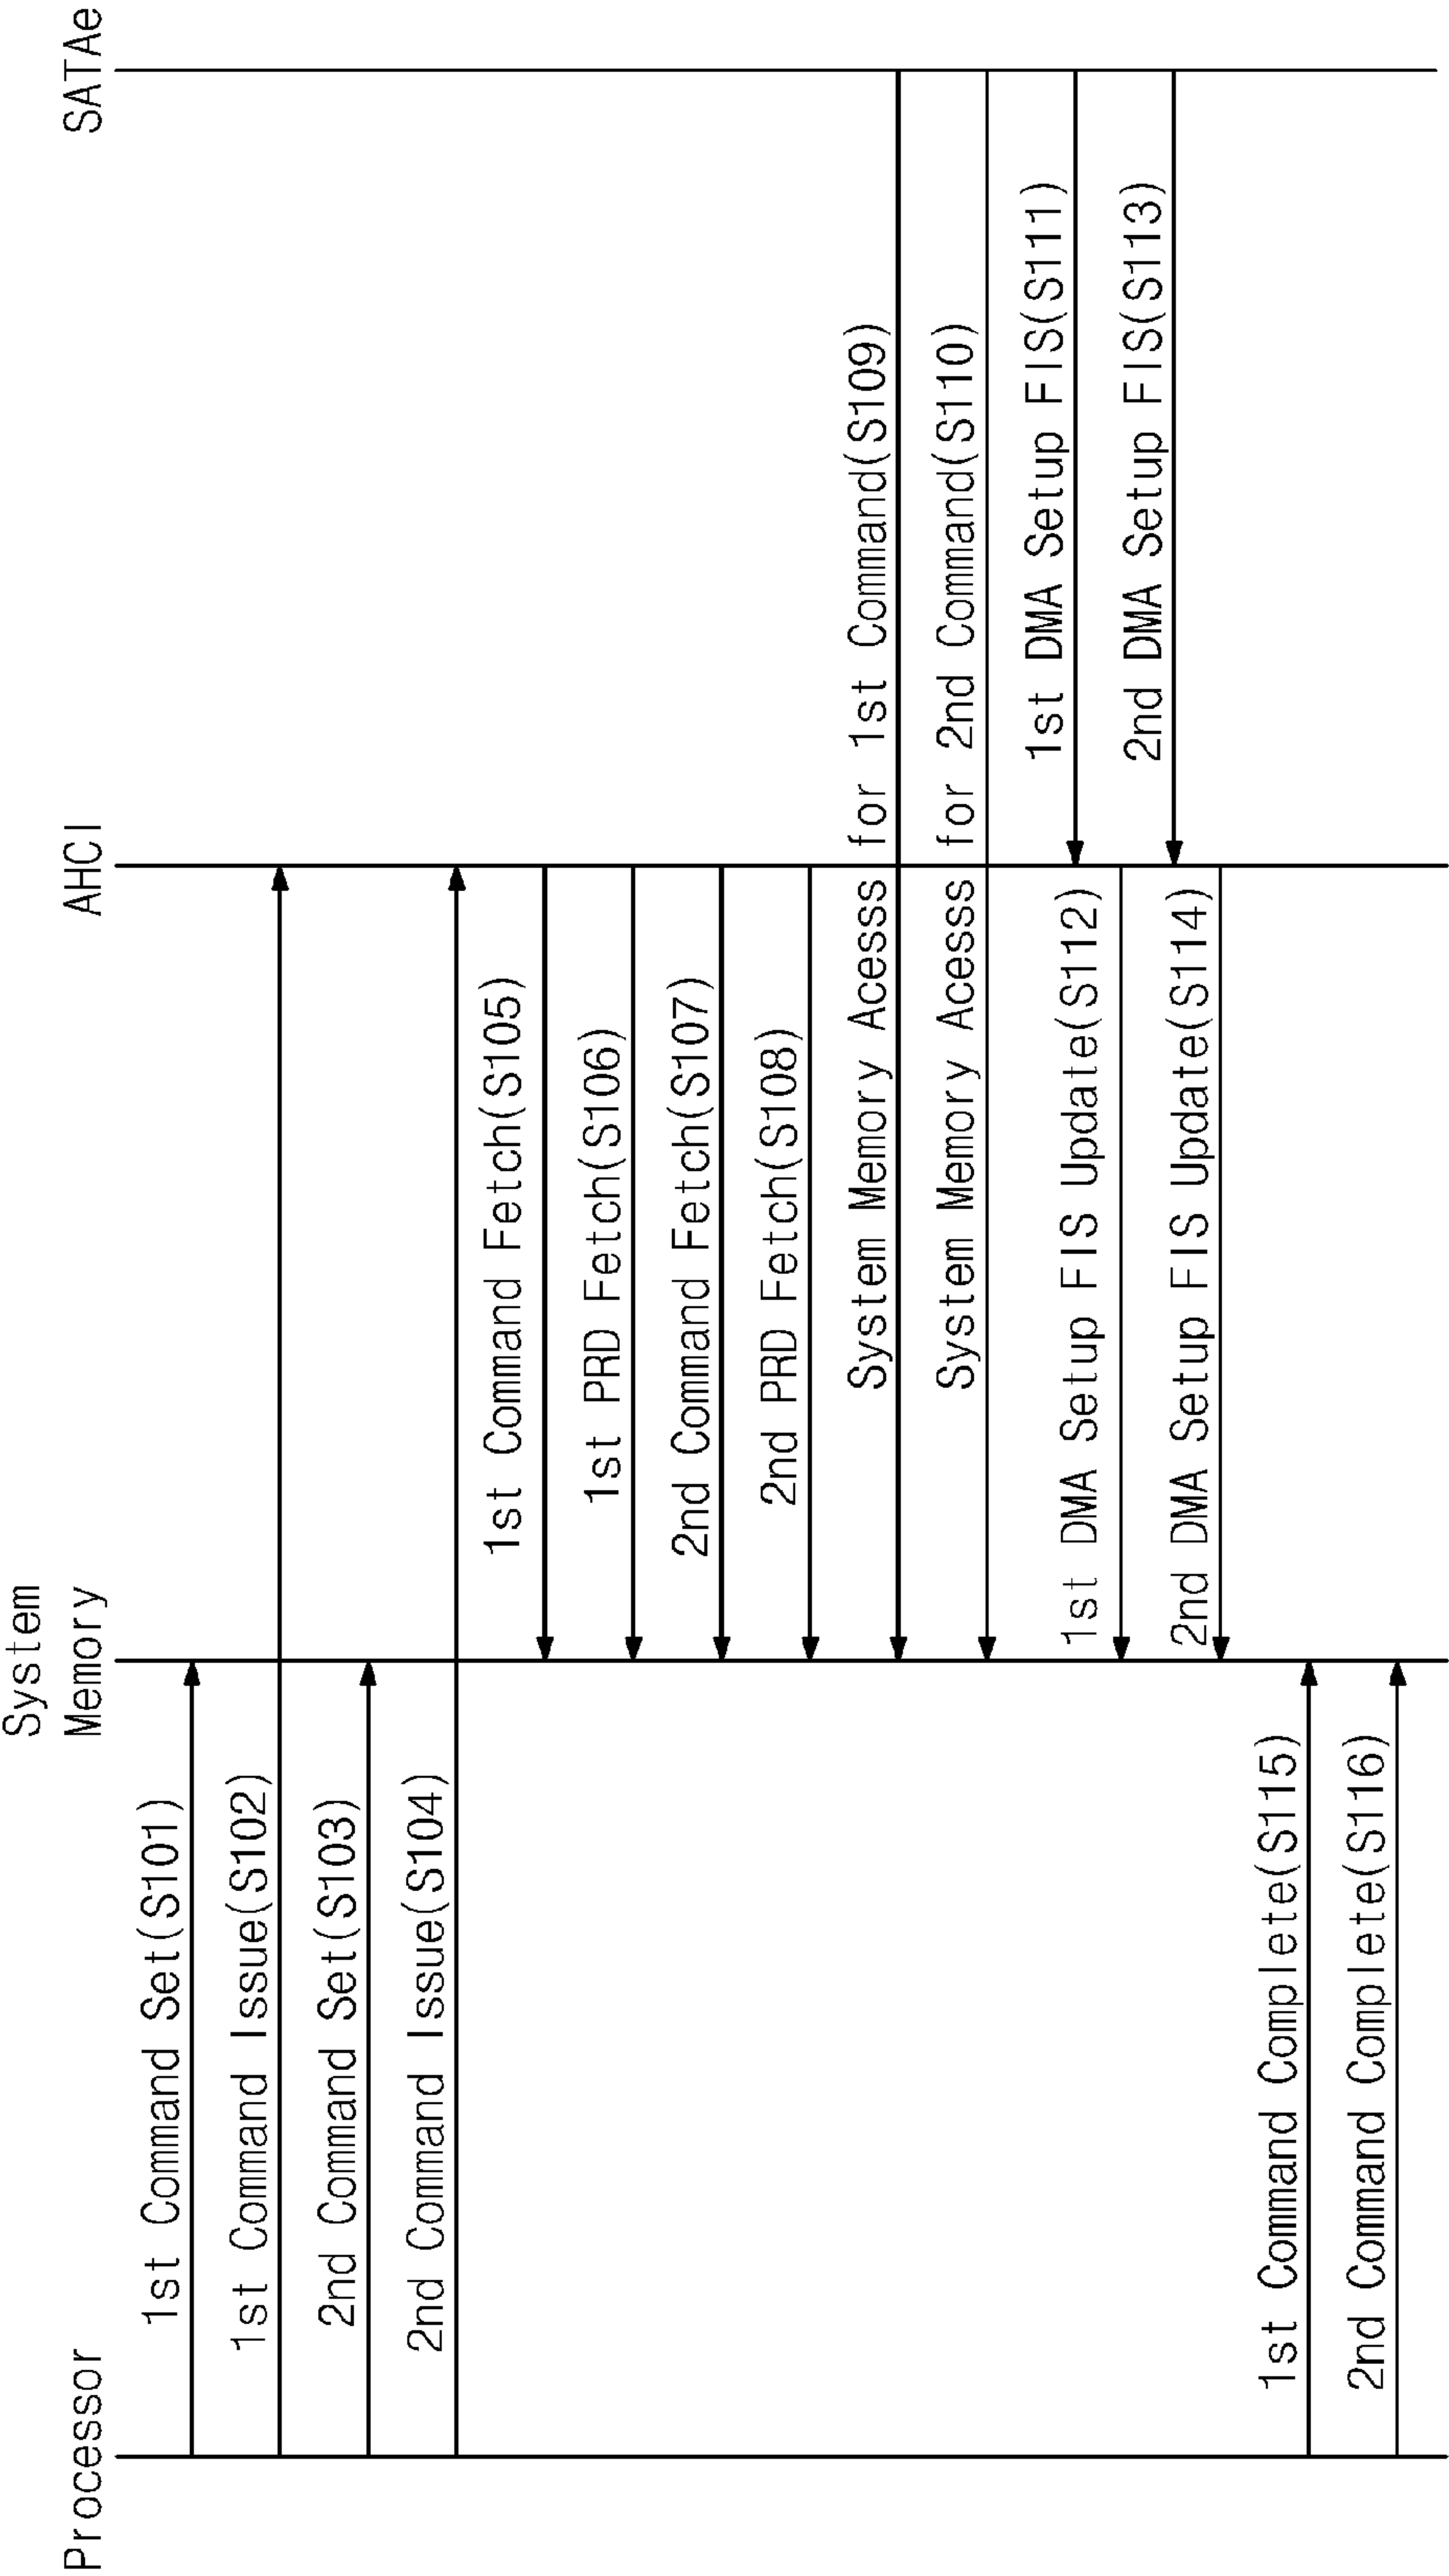 Processor
System
Memory
AHCI
SATAe
1st Command Set(S101)
1st Command Issue(S102)
2nd Command Set(S103)
2nd Command Issue(S104)
1st Command Fetch(S105)
1st PRD Fetch(S106)
2nd Command Fetch(S107)
2nd PRD Fetch(S108)
System Memory Acesss for 1st Command(S109)
System Memory Acesss for 2nd Command(S110)
1st DMA Setup FIS(S111)
1st DMA Setup FIS Update(S112)
2nd DMA Setup FIS(S113)
2nd DMA Setup FIS Update(S114)
1st Command Complete(S115)
2nd Command Complete(S116)